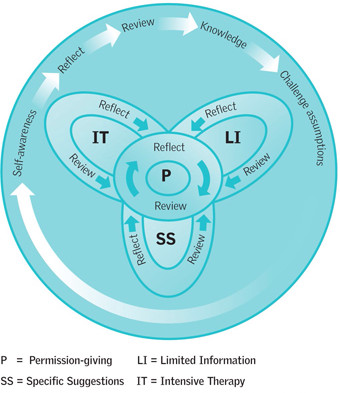 Self-awareness
Reflect
Review
Knowledge
Challenge assumptions
Reflect
IT
Review
Reflect
LI
Review
Reflect
P
Review
Reflect
SS
Review
P = Permission-giving LI = Limited Information
SS = Specific Suggestions IT = Intensive Therapy